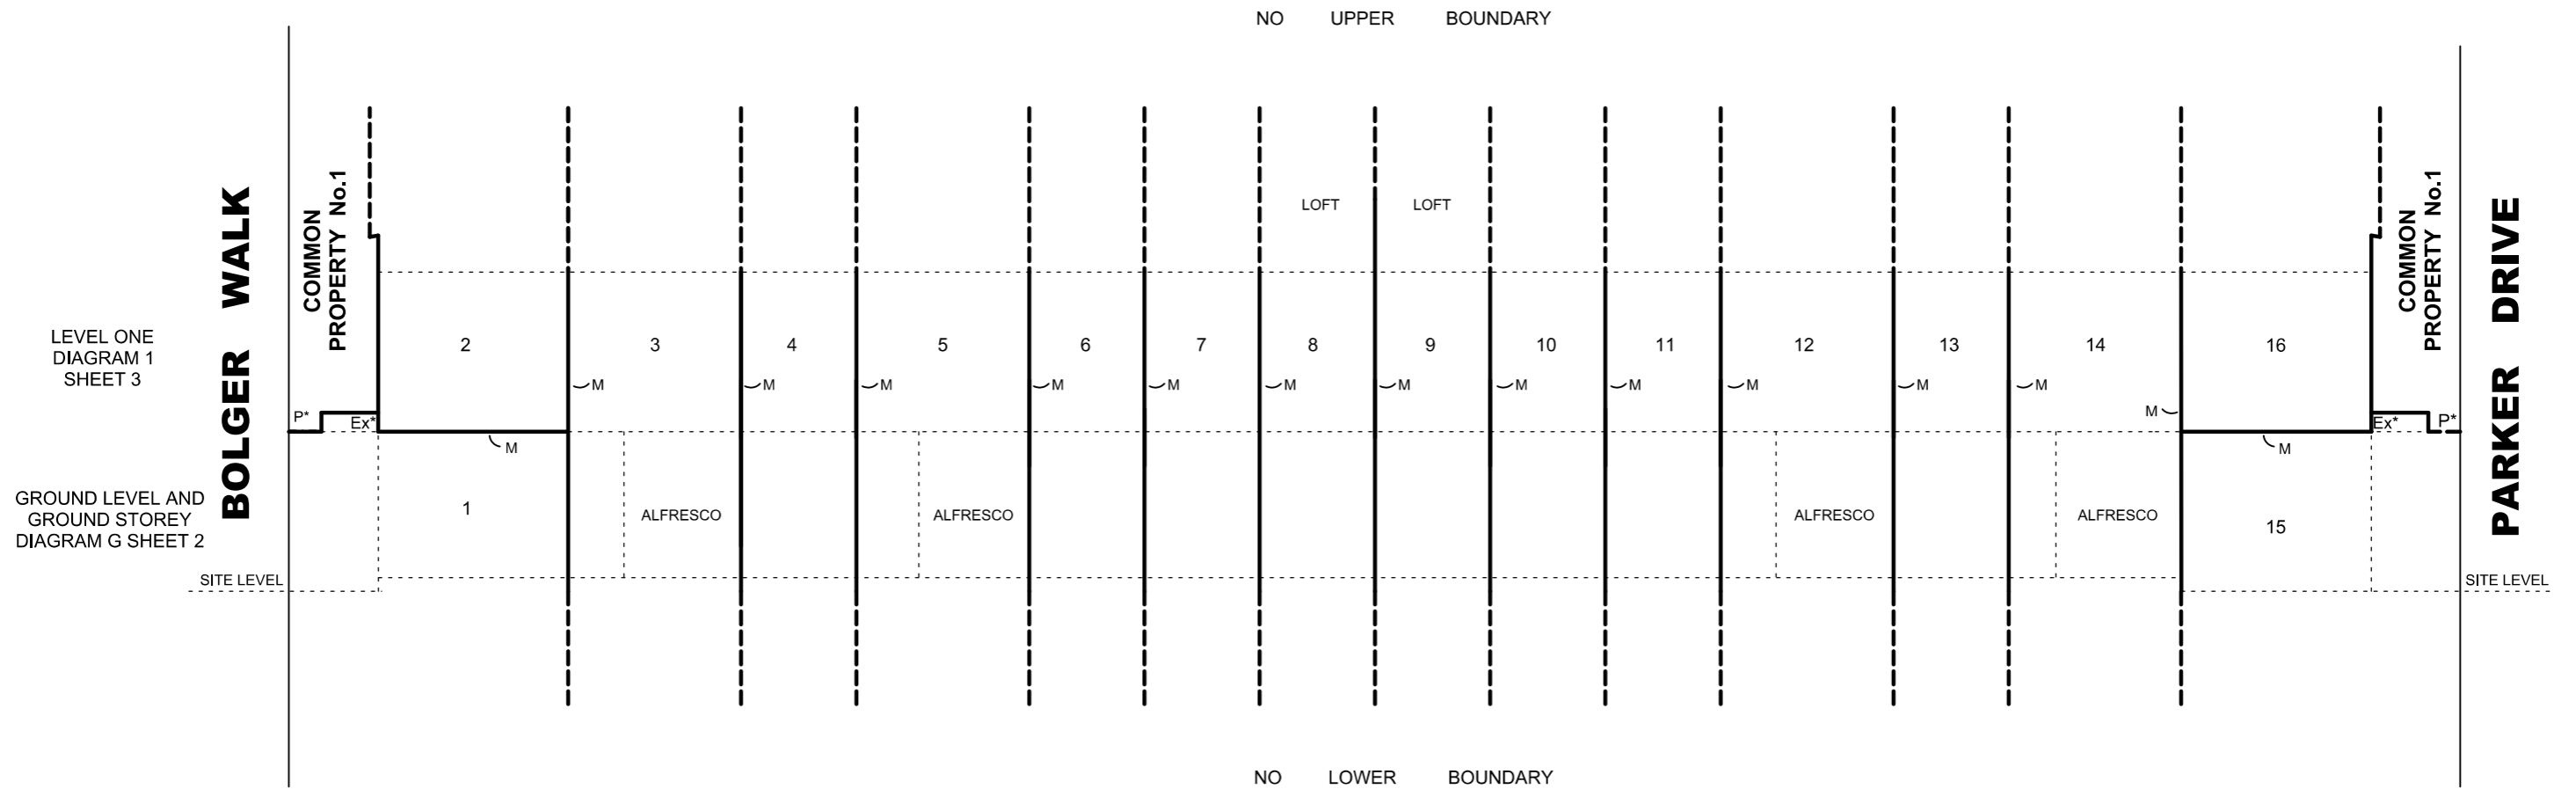 NO UPPER BOUNDARY
BOLGER WALK
COMMON
PROPERTY No.1
LOFT
LOFT
COMMON
PROPERTY No.1
PARKER DRIVE
LEVEL ONE
DIAGRAM 1
SHEET 3
2
3
4
5
6
7
8
9
10
11
12
13
14
16
M
M
M
M
M
M
M
M
M
M
M
M
M
P*
Ex*
M
Ex*
P*
M
GROUND LEVEL AND
GROUND STOREY
DIAGRAM G SHEET 2
1
ALFRESCO
ALFRESCO
ALFRESCO
ALFRESCO
15
SITE LEVEL
SITE LEVEL
NO LOWER BOUNDARY